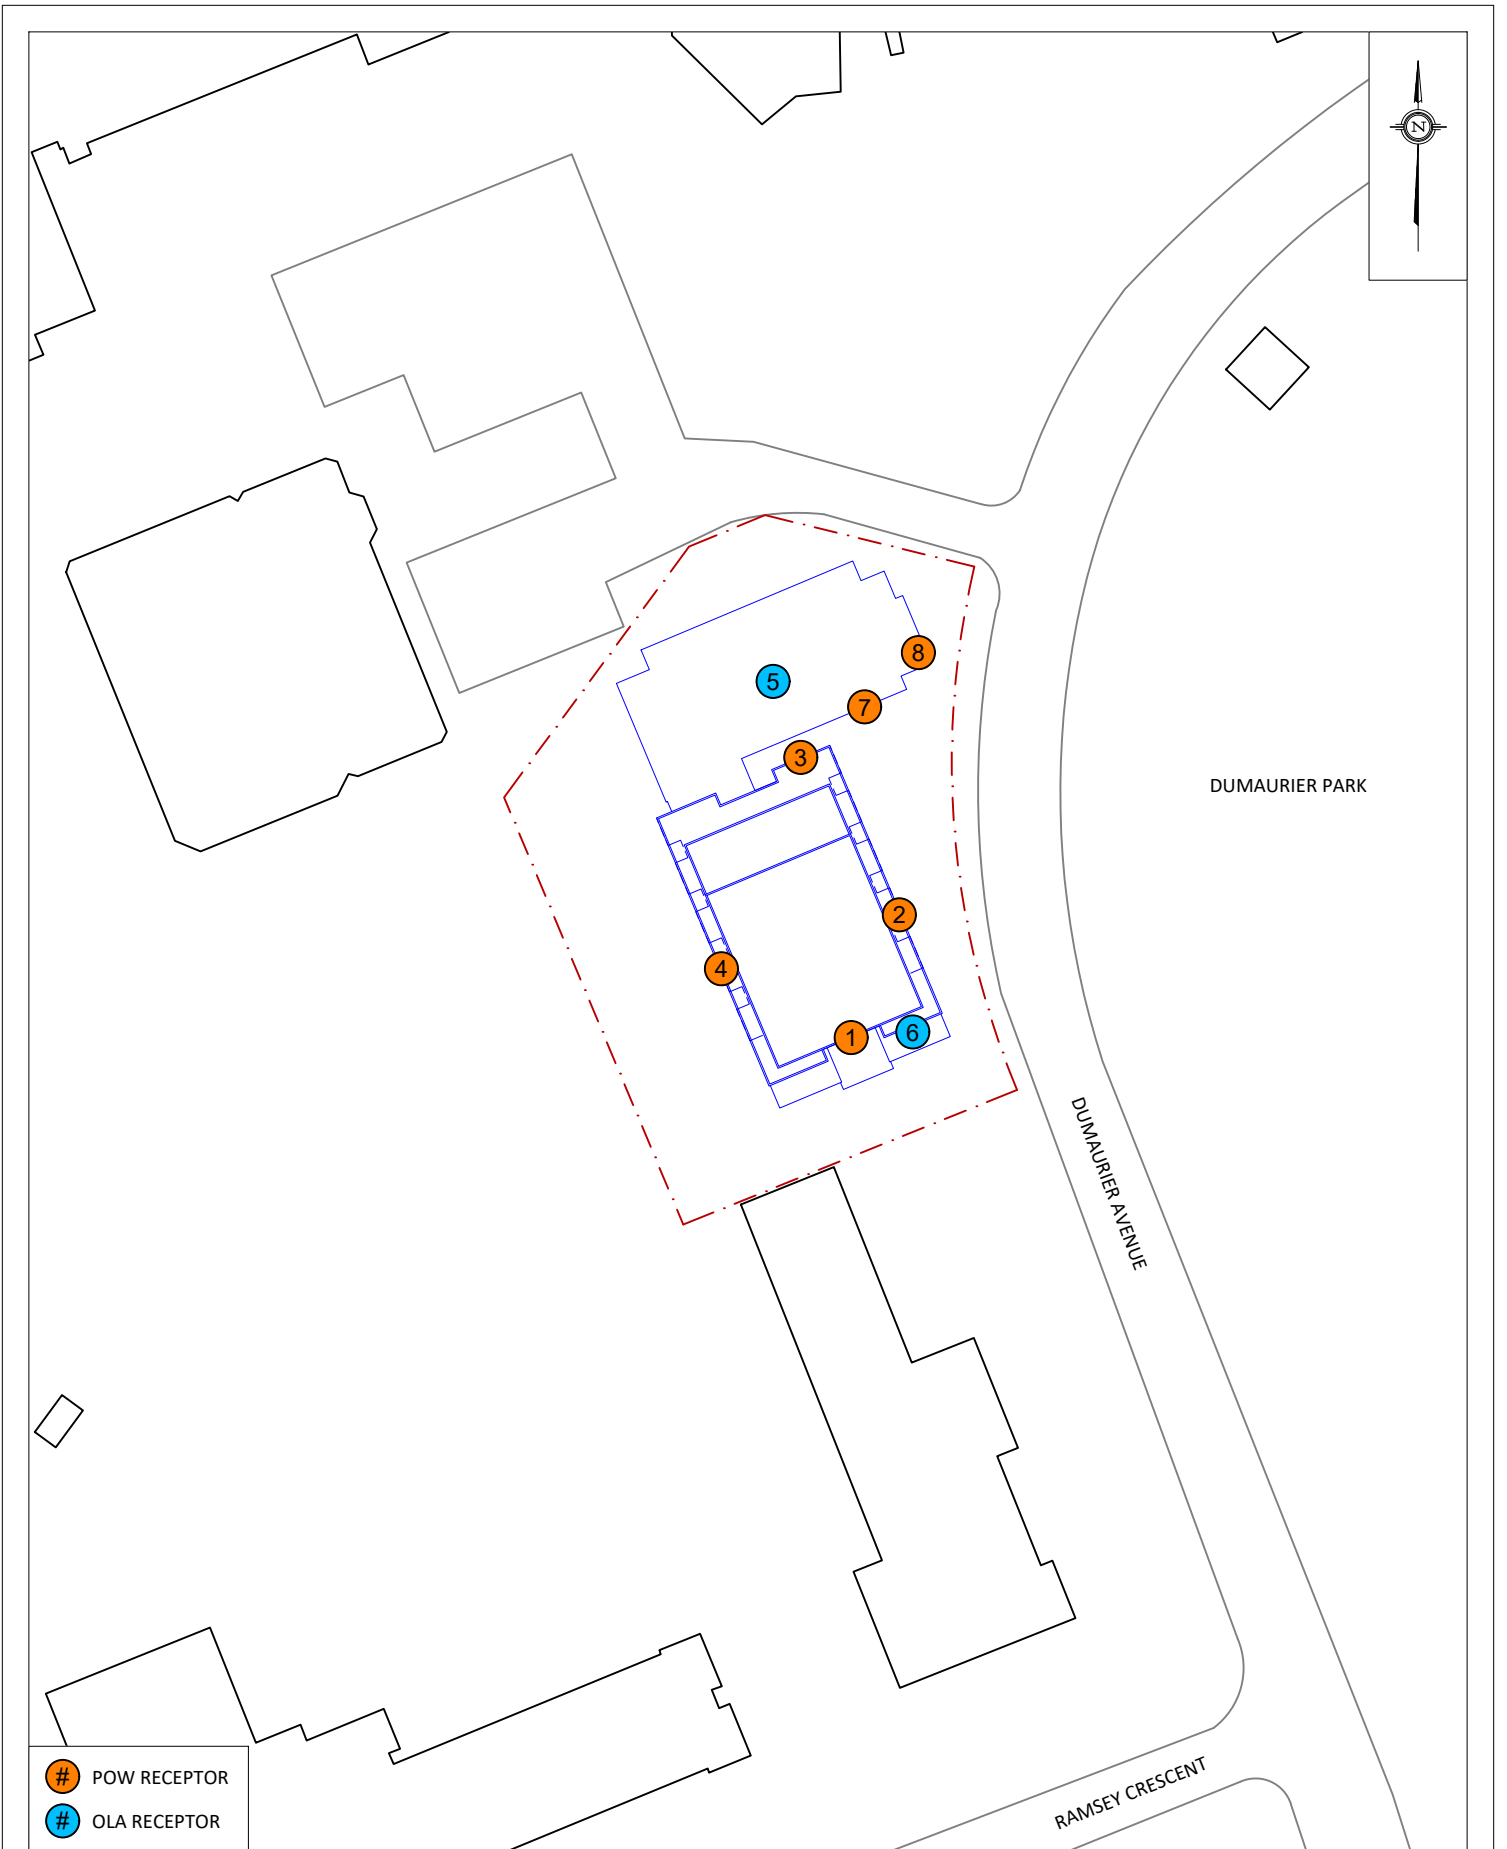 N
8
5
7
3
DUMAURIER PARK
2
4
6
1
DUMAURIER AVENUE
RAMSEY CRESCENT
# POW RECEPTOR
# OLA RECEPTOR